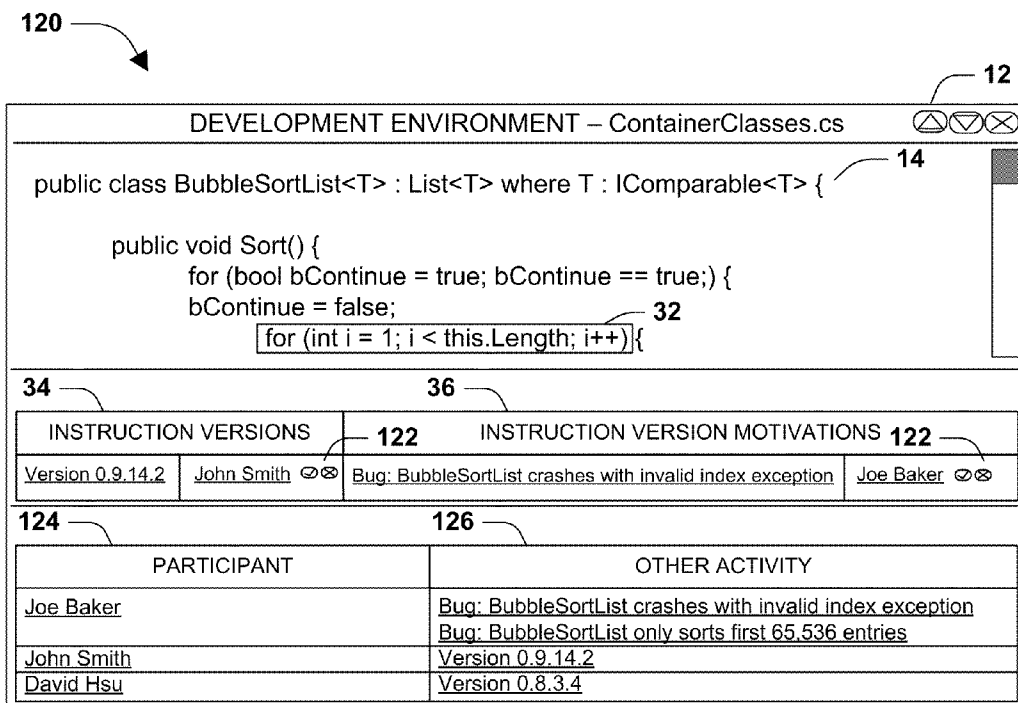 120
12
DEVELOPMENT ENVIRONMENT – ContainerClasses.cs
14
public class BubbleSortList<T> : List<T> where T : IComparable<T> {
public void Sort() {
for (bool bContinue = true; bContinue == true;) {
bContinue = false;
32
for (int i = 1; i < this.Length; i++) {
34 36
INSTRUCTION VERSIONS 122 INSTRUCTION VERSION MOTIVATIONS 122
Version 0.9.14.2 John Smith Bug: BubbleSortList crashes with invalid index exception Joe Baker
124 126
PARTICIPANT OTHER ACTIVITY
Joe Baker Bug: BubbleSortList crashes with invalid index exception
Bug: BubbleSortList only sorts first 65,536 entries
John Smith Version 0.9.14.2
David Hsu Version 0.8.3.4